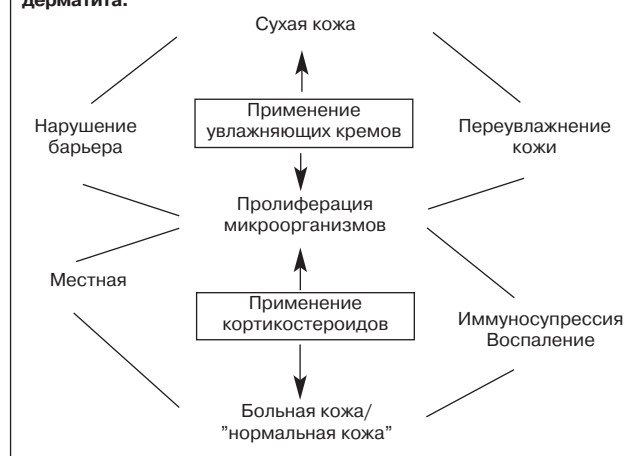 дерматита.
Сухая кожа
Применение
увлажняющих кремов
Нарушение
барьера
Переувлажнение
кожи
Пролиферация
микроорганизмов
Местная
Применение
кортикостероидов
Иммуносупрессия
Воспаление
Больная кожа/
"нормальная кожа"